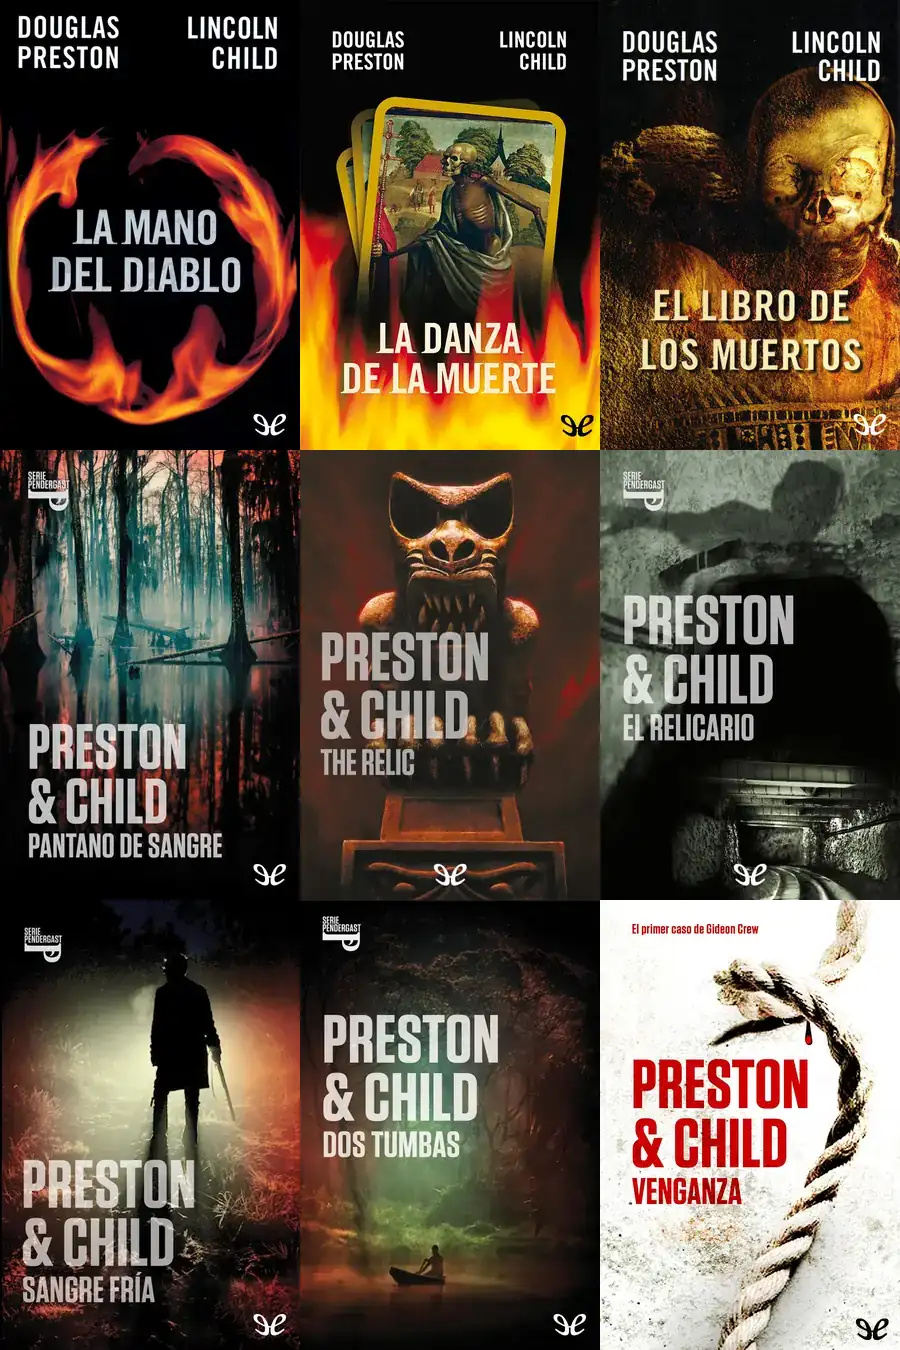 DOUGLAS
PRESTON
LINCOLN
CHILD
LA MANO
DEL DIABLO
DOUGLAS
PRESTON
LINCOLN
CHILD
LA DANZA
DE LA MUERTE
DOUGLAS
PRESTON
LINCOLN
CHILD
EL LIBRO DE
LOS MUERTOS
SERIE
PENDERGAST
P
PRESTON
& CHILD
PANTANO DE SANGRE
PRESTON
& CHILD
THE RELIC
SERIE
PENDERGAST
P
PRESTON
& CHILD
EL RELICARIO
SERIE
PENDERGAST
P
PRESTON
& CHILD
SANGRE FRÍA
SERIE
PENDERGAST
P
PRESTON
& CHILD
DOS TUMBAS
El primer caso de Gideon Crew
PRESTON
& CHILD
VENGANZA